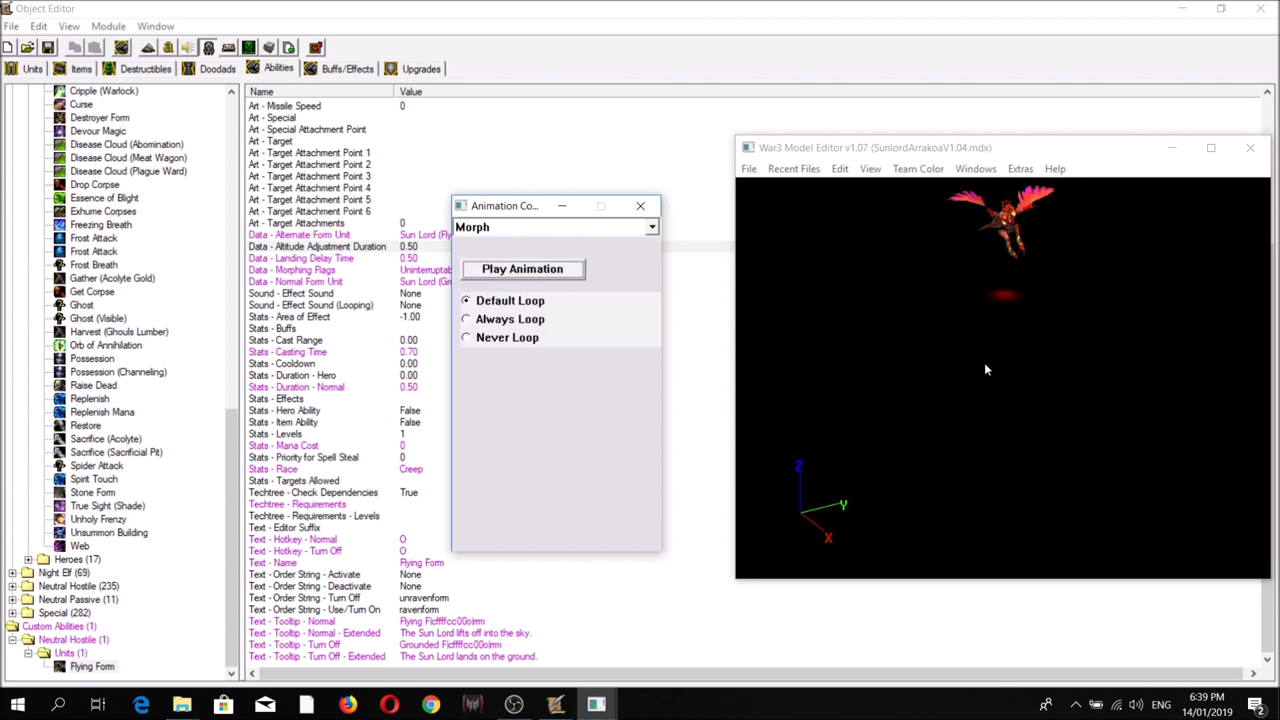 Object Editor
File Edit View Module Window
Units Items Destructibles Doodads Abilities Buffs/Effects Upgrades
Cripple (Warlock)
Curse
Destroyer Form
Devour Magic
Disease Cloud (Abomination)
Disease Cloud (Meat Wagon)
Disease Cloud (Plague Ward)
Drop Corpse
Essence of Blight
Exhume Corpses
Freezing Breath
Frost Attack
Frost Attack
Frost Breath
Gather (Acolyte Gold)
Get Corpse
Ghost
Ghost (Visible)
Harvest (Ghouls Lumber)
Orb of Annihilation
Possession
Possession (Channeling)
Raise Dead
Replenish
Replenish Mana
Restore
Sacrifice (Acolyte)
Sacrifice (Sacrificial Pit)
Spider Attack
Spirit Touch
Stone Form
True Sight (Shade)
Unholy Frenzy
Unsummon Building
Web
Heroes (17)
Night Elf (69)
Neutral Hostile (235)
Neutral Passive (11)
Special (282)
Custom Abilities (1)
Neutral Hostile (1)
Units (1)
Flying Form
Name Value
Art - Missile Speed 0
Art - Special
Art - Special Attachment Point
Art - Target
Art - Target Attachment Point 1
Art - Target Attachment Point 2
Art - Target Attachment Point 3
Art - Target Attachment Point 4
Art - Target Attachment Point 5
Art - Target Attachment Point 6
Art - Target Attachments 0
Data - Alternate Form Unit Sun Lord (Fly
Data - Altitude Adjustment Duration 0.50
Data - Landing Delay Time 0.50
Data - Morphing Flags Uninterruptab
Data - Normal Form Unit Sun Lord (Gr
Sound - Effect Sound None
Sound - Effect Sound (Looping) None
Stats - Area of Effect -1.00
Stats - Buffs
Stats - Cast Range 0.00
Stats - Casting Time 0.70
Stats - Cooldown 0.00
Stats - Duration - Hero 0.00
Stats - Duration - Normal 0.50
Stats - Effects
Stats - Hero Ability False
Stats - Item Ability False
Stats - Levels 1
Stats - Mana Cost 0
Stats - Priority for Spell Steal 0
Stats - Race Creep
Stats - Targets Allowed
Techtree - Check Dependencies True
Techtree - Requirements
Techtree - Requirements - Levels
Text - Editor Suffix
Text - Hotkey - Normal O
Text - Hotkey - Turn Off O
Text - Name Flying Form
Text - Order String - Activate None
Text - Order String - Deactivate None
Text - Order String - Turn Off unravenform
Text - Order String - Use/Turn On ravenform
Text - Tooltip - Normal Flying F|cffffcc00o|rrm
Text - Tooltip - Normal - Extended The Sun Lord lifts off into the sky.
Text - Tooltip - Turn Off Grounded F|cffffcc00o|rrm
Text - Tooltip - Turn Off - Extended The Sun Lord lands on the ground.
Animation Co...
Morph
Play Animation
Default Loop
Always Loop
Never Loop
War3 Model Editor v1.07 (SunlordArrakoaV1.04.mdx)
File Recent Files Edit View Team Color Windows Extras Help
Z
Y
X
ENG
6:39 PM
14/01/2019
2